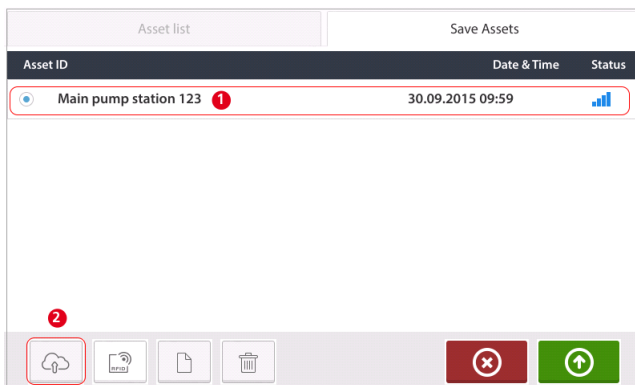 Asset list Save Assets
Asset ID Date & Time Status
Main pump station 123 1 30.09.2015 09:59
2
RFID